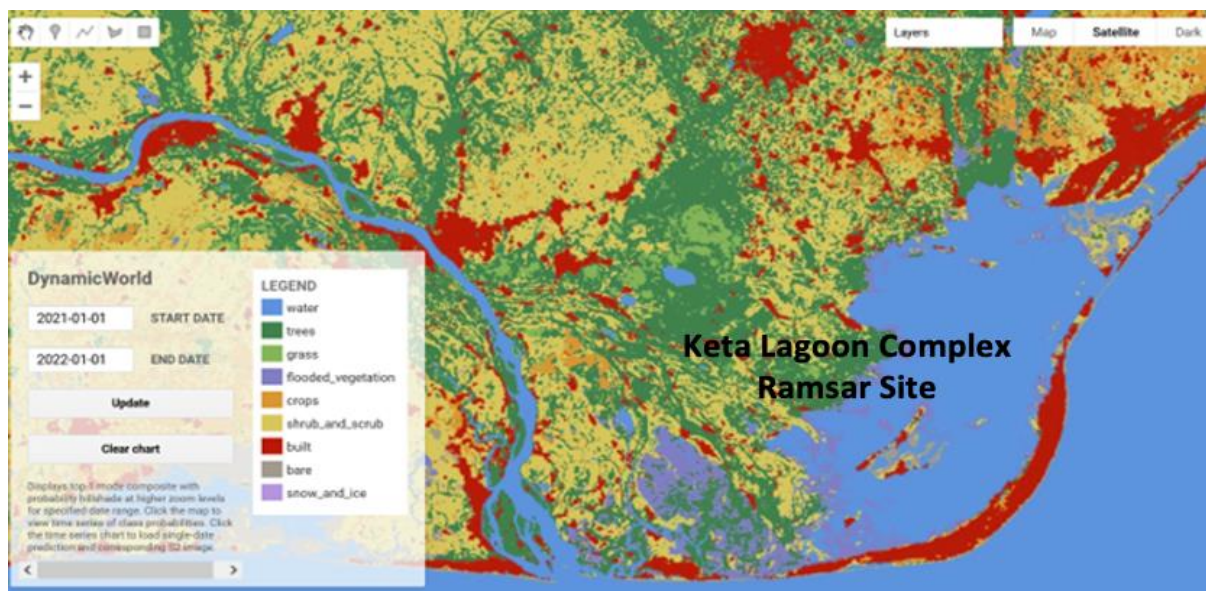 Layers
Map Satellite Dark
+
−
Keta Lagoon Complex
Ramsar Site
DynamicWorld
2021-01-01 START DATE
2022-01-01 END DATE
Update
Clear chart
Displays top-1 mode composite with
probability hillshade at higher zoom levels
for specified date range. Click the map to
view time series of class probabilities. Click
the time series chart to load single-date
prediction and corresponding S2 image.
LEGEND
water
trees
grass
flooded_vegetation
crops
shrub_and_scrub
built
bare
snow_and_ice